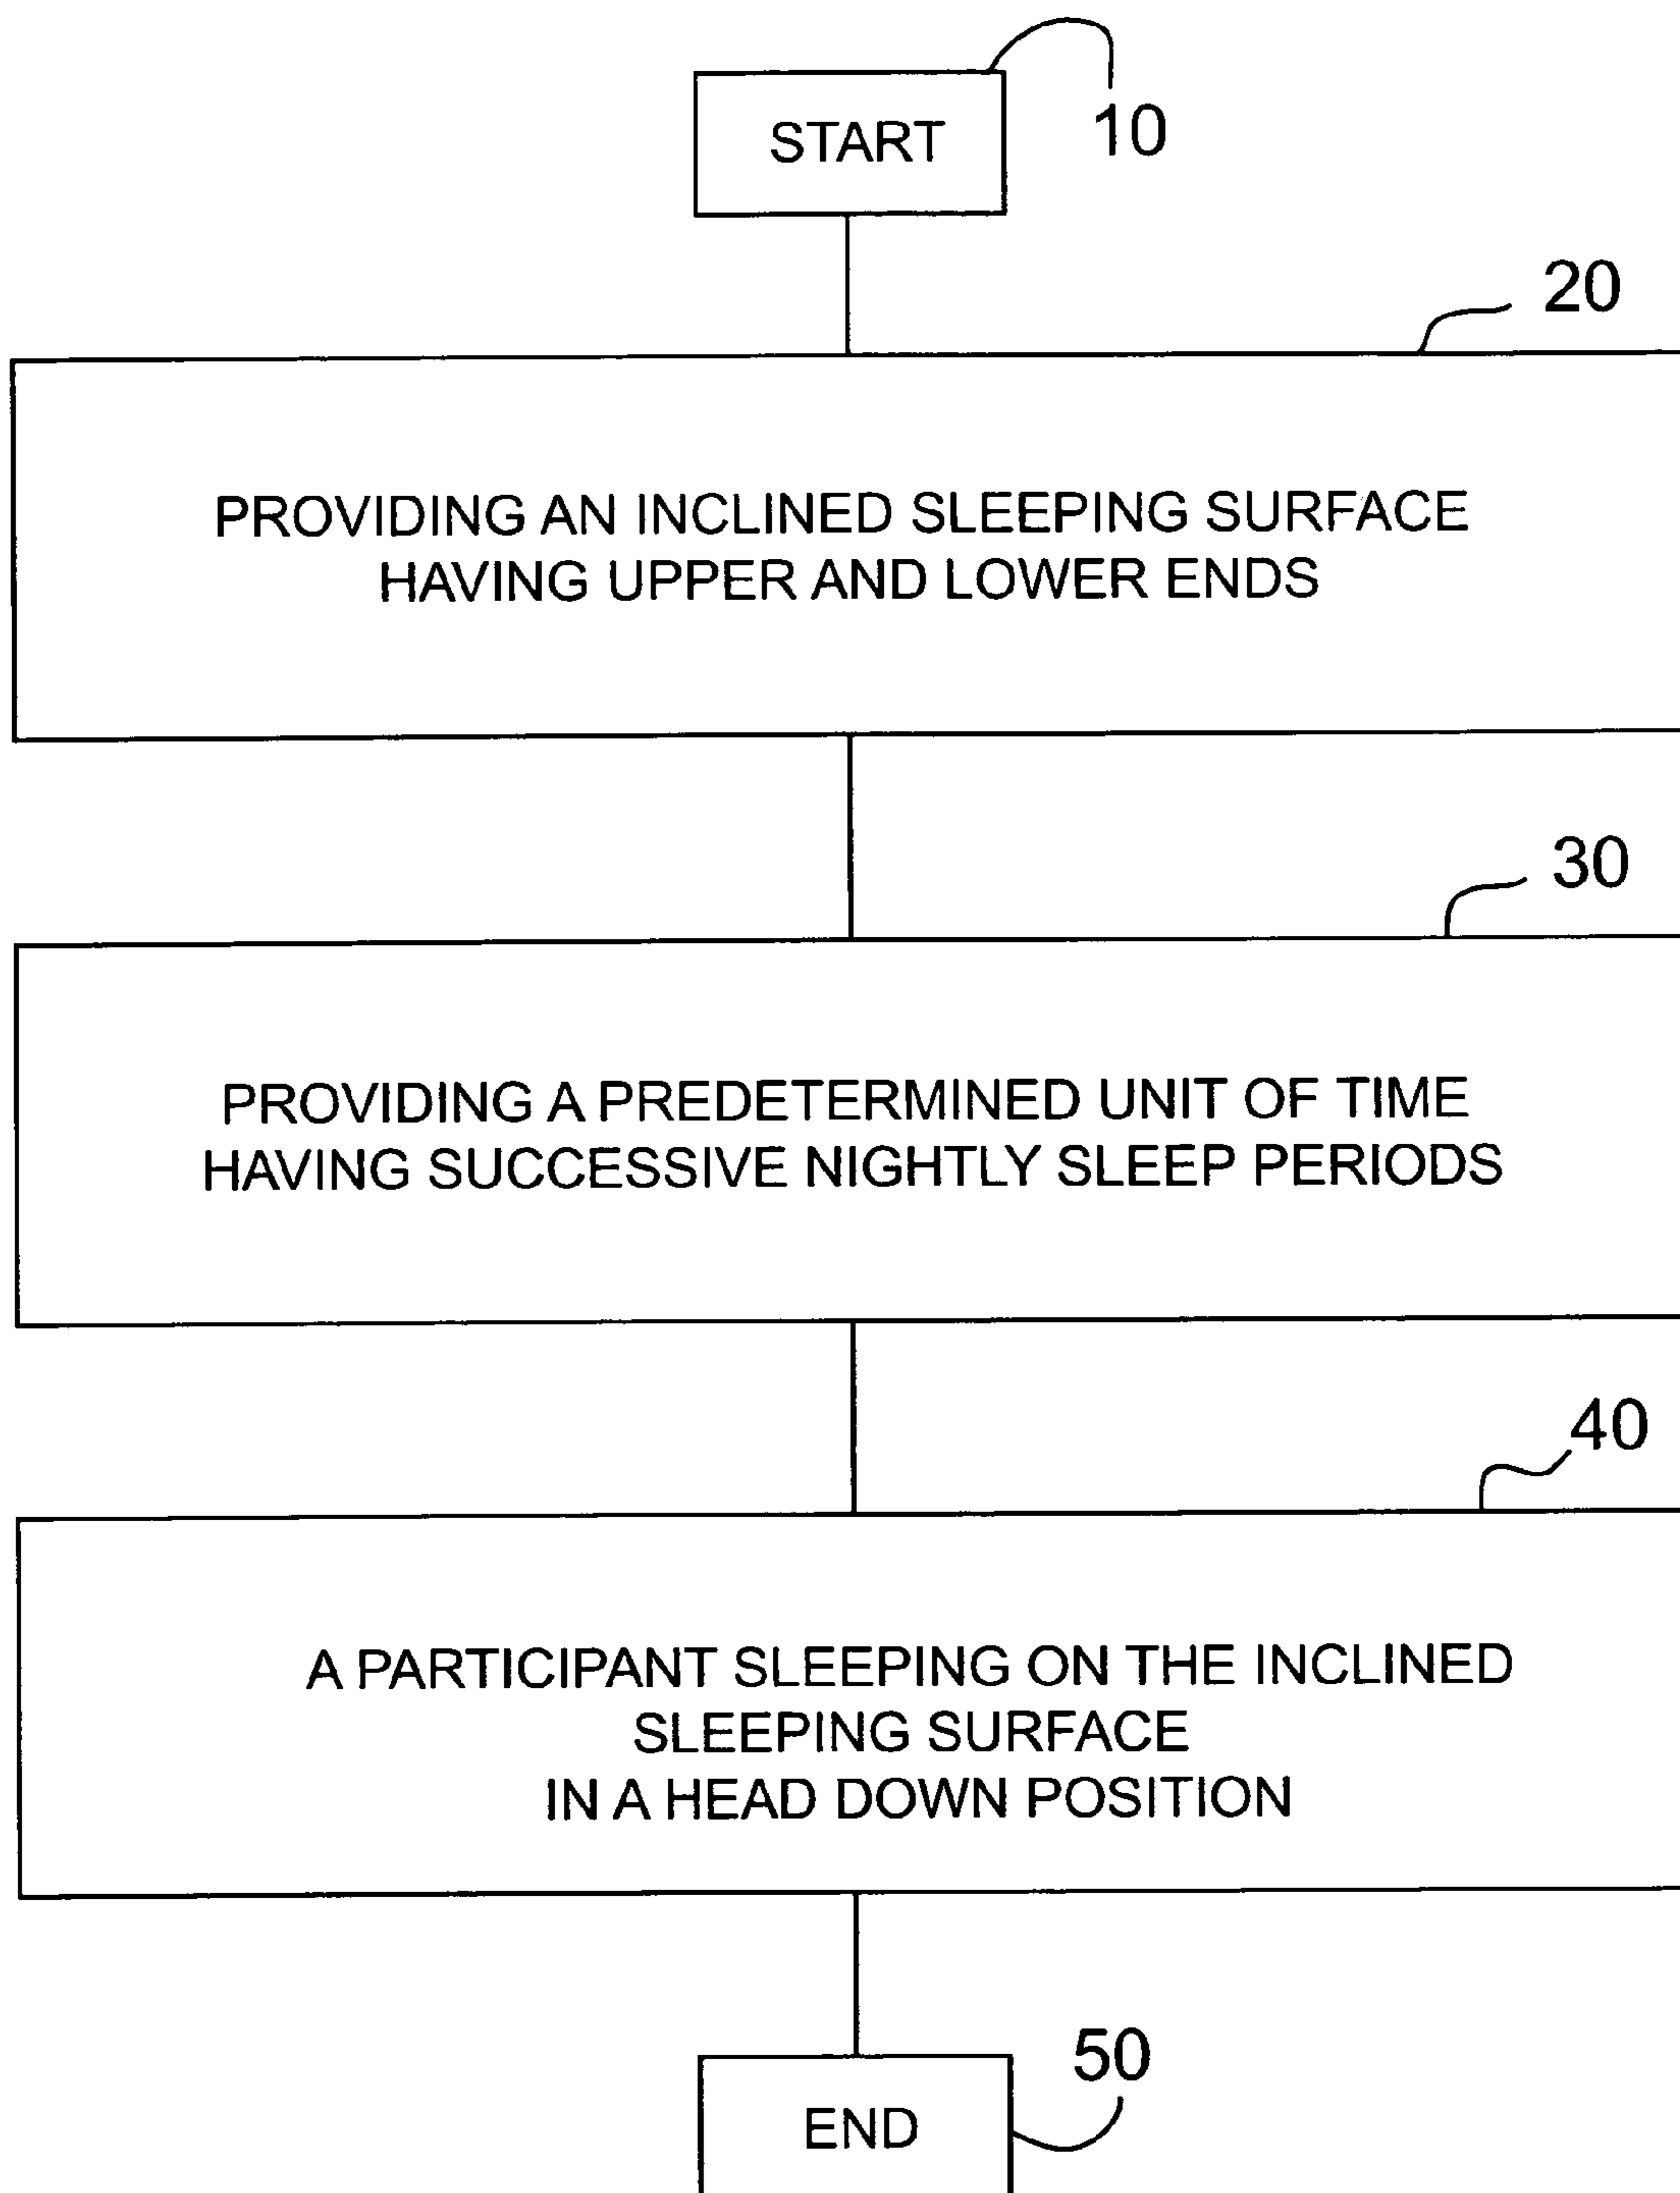 START
10
20
PROVIDING AN INCLINED SLEEPING SURFACE
HAVING UPPER AND LOWER ENDS
30
PROVIDING A PREDETERMINED UNIT OF TIME
HAVING SUCCESSIVE NIGHTLY SLEEP PERIODS
40
A PARTICIPANT SLEEPING ON THE INCLINED
SLEEPING SURFACE
IN A HEAD DOWN POSITION
50
END